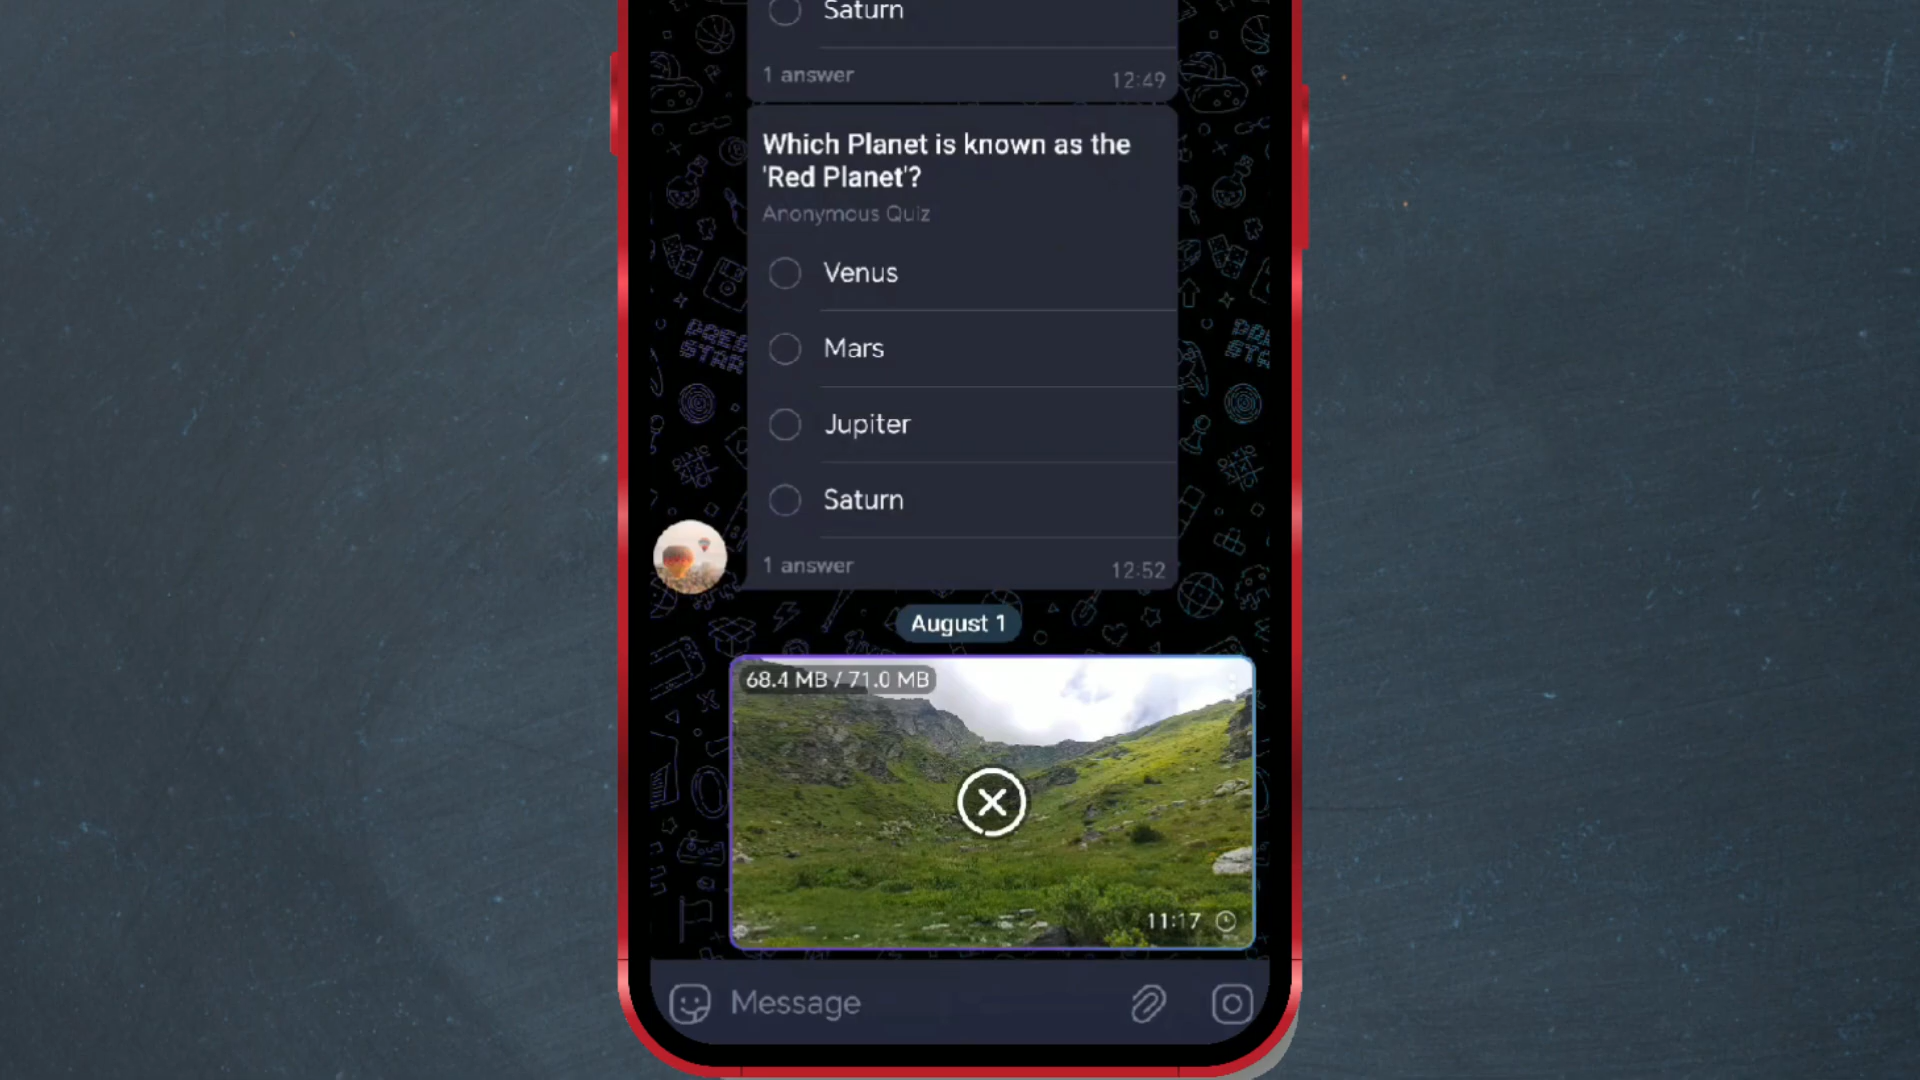 Saturn
1 answer
12:49
Which Planet is known as the
'Red Planet'?
Anonymous Quiz
Venus
Mars
Jupiter
Saturn
1 answer
12:52
August 1
68.4 MB / 71.0 MB
11:17
Message